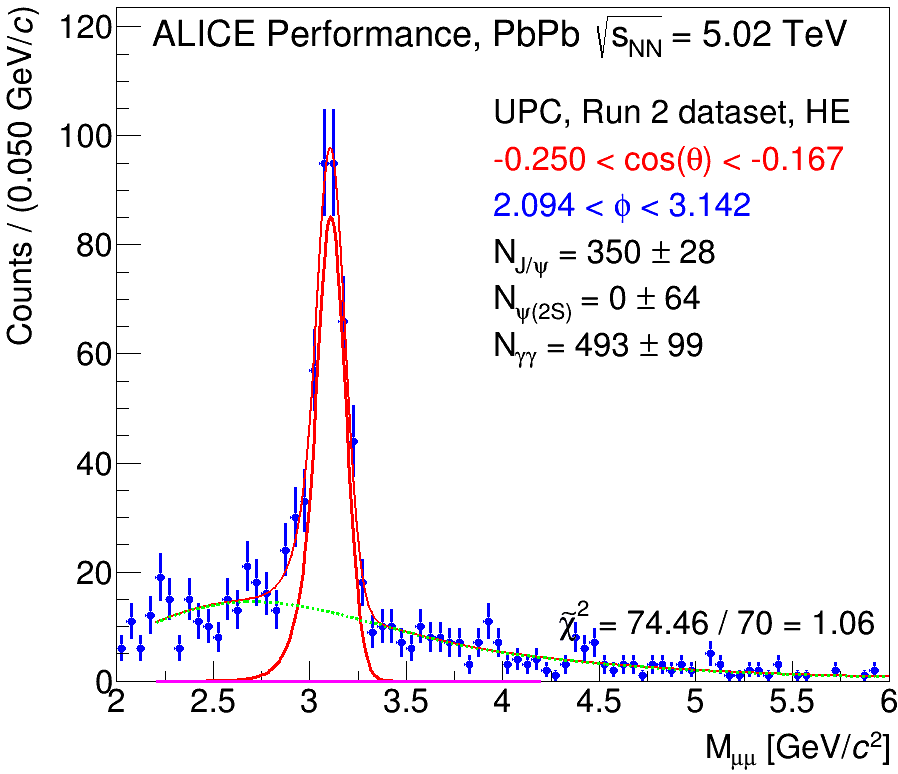 ALICE Performance, PbPb √s_NN = 5.02 TeV
UPC, Run 2 dataset, HE
-0.250 < cos(θ) < -0.167
2.094 < ϕ < 3.142
N_J/ψ = 350 ± 28
N_ψ(2S) = 0 ± 64
N_γγ = 493 ± 99
χ̃² = 74.46 / 70 = 1.06
Counts / (0.050 GeV/c)
120
100
80
60
40
20
0
2 2.5 3 3.5 4 4.5 5 5.5 6
M_μμ [GeV/c²]